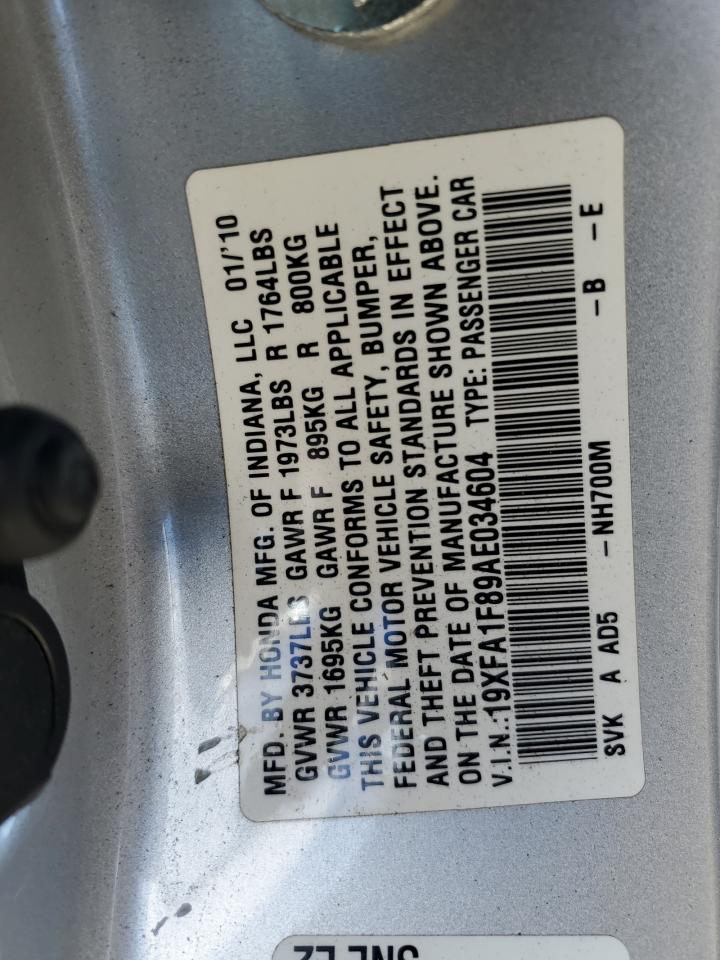 MFD. BY HONDA MFG. OF INDIANA, LLC 01/'10
GVWR 3737LBS GAWR F 1973LBS R 1764LBS
GVWR 1695KG GAWR F 895KG R 800KG
THIS VEHICLE CONFORMS TO ALL APPLICABLE
FEDERAL MOTOR VEHICLE SAFETY, BUMPER,
AND THEFT PREVENTION STANDARDS IN EFFECT
ON THE DATE OF MANUFACTURE SHOWN ABOVE.
V.I.N.:19XFA1F89AE034604 TYPE: PASSENGER CAR
SVK A AD5 – NH700M – B – E